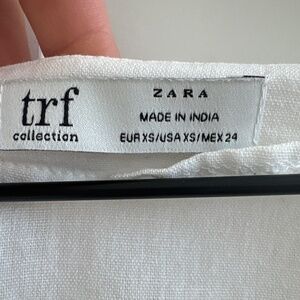 trf
collection
ZARA
MADE IN INDIA
EUR XS/USA XS/MEX 24